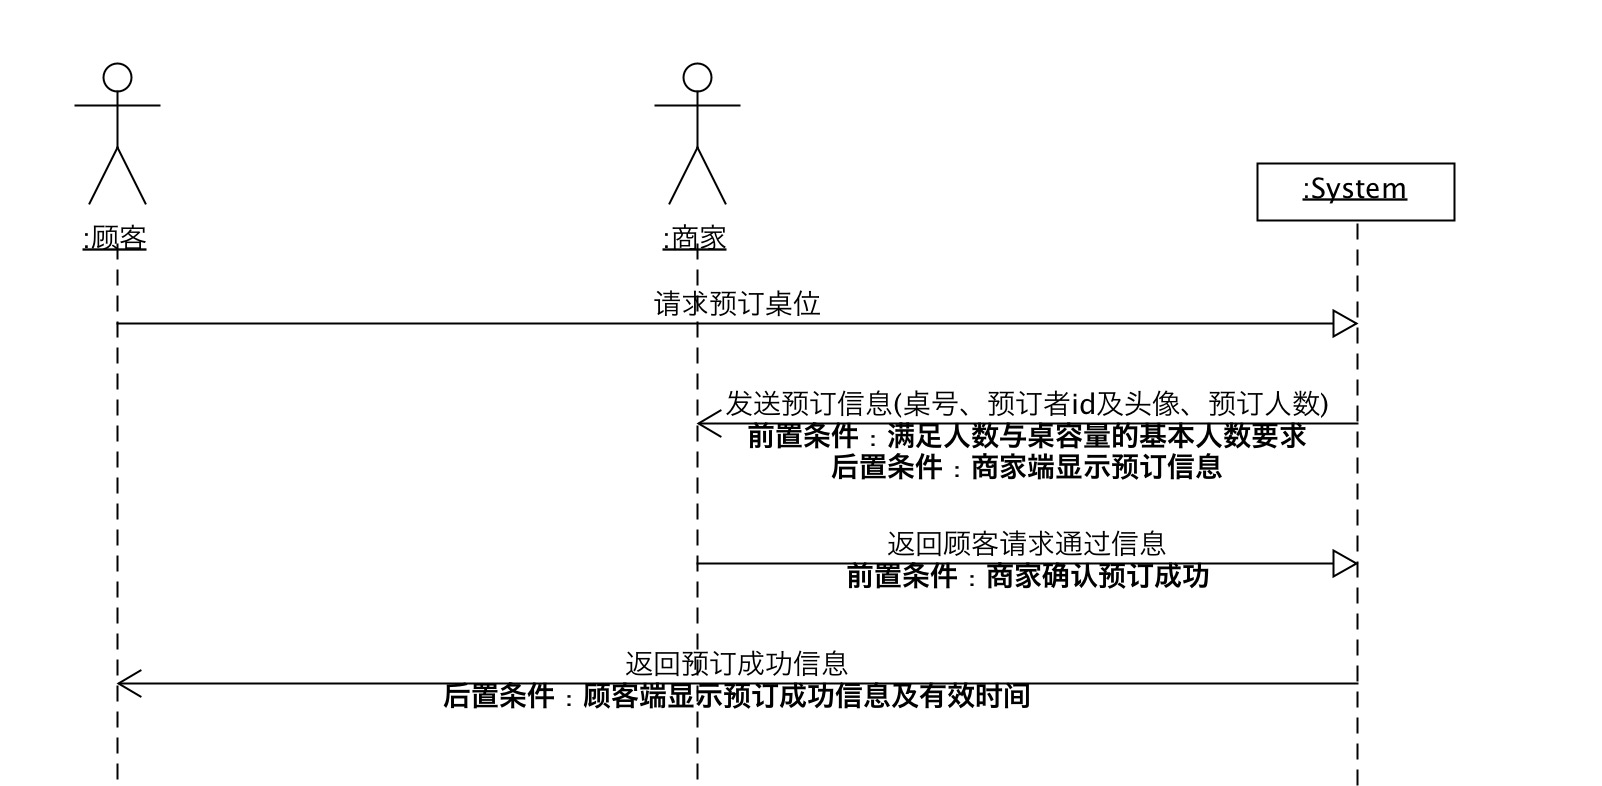 :System
:顾客
:商家
请求预订桌位
发送预订信息(桌号、预订者id及头像、预订人数)
前置条件：满足人数与桌容量的基本人数要求
后置条件：商家端显示预订信息
返回顾客请求通过信息
前置条件：商家确认预订成功
返回预订成功信息
后置条件：顾客端显示预订成功信息及有效时间